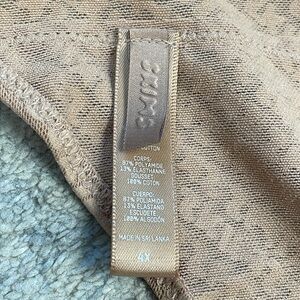 SKIMS
COTTON
CORPS:
87% POLYAMIDE
13% ELASTHANNE
GOUSSET:
100% COTON
CUERPO:
87% POLIAMIDA
13% ELASTANO
ESCUDETE:
100% ALGODÓN
MADE IN SRI LANKA
4X